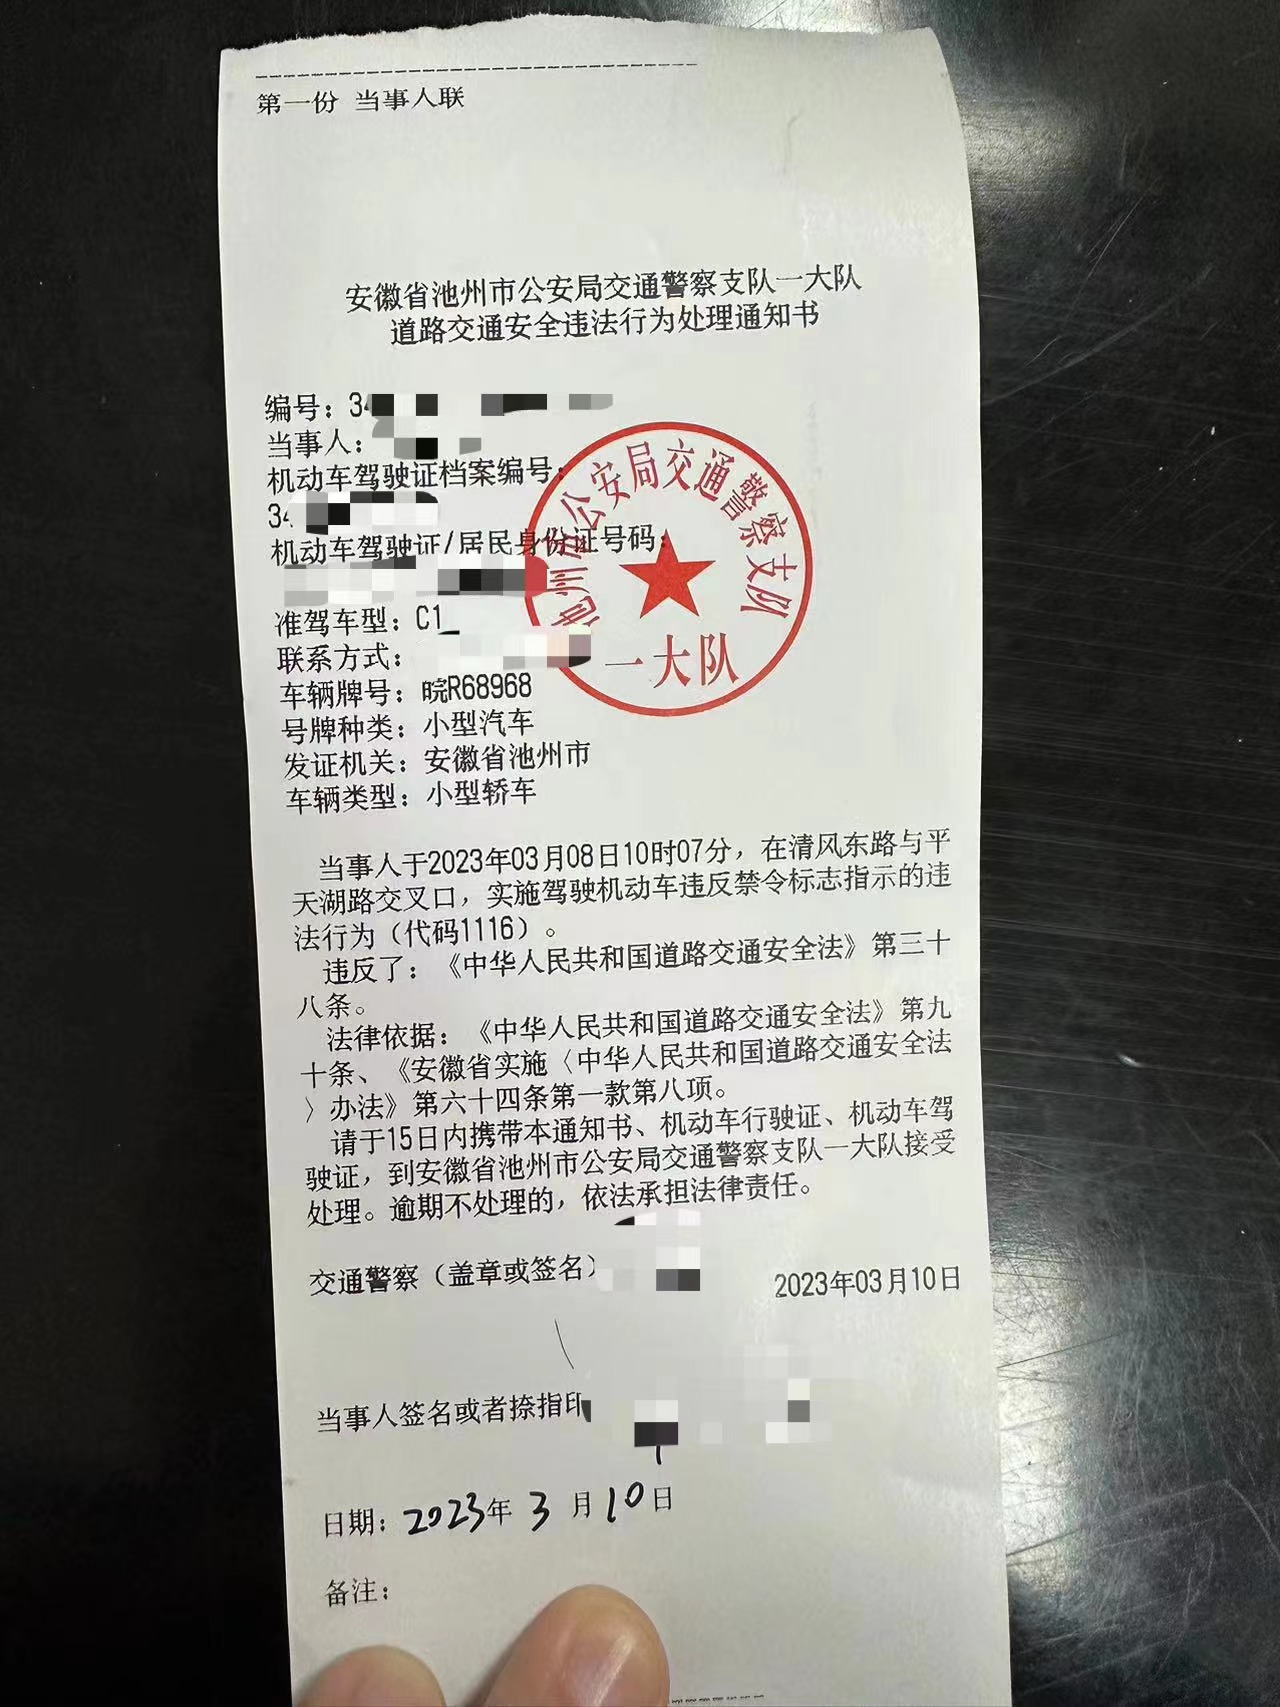 第一份 当事人联
安徽省池州市公安局交通警察支队一大队
道路交通安全违法行为处理通知书
编号：34
当事人：
机动车驾驶证档案编号：
34
机动车驾驶证/居民身份证号码：
准驾车型：C1
联系方式：
车辆牌号：皖R68968
号牌种类：小型汽车
发证机关：安徽省池州市
车辆类型：小型轿车
池州市公安局交通警察支队
一大队
当事人于2023年03月08日10时07分，在清风东路与平
天湖路交叉口，实施驾驶机动车违反禁令标志指示的违
法行为（代码1116）。
违反了：《中华人民共和国道路交通安全法》第三十
八条。
法律依据：《中华人民共和国道路交通安全法》第九
十条、《安徽省实施〈中华人民共和国道路交通安全法
〉办法》第六十四条第一款第八项。
请于15日内携带本通知书、机动车行驶证、机动车驾
驶证，到安徽省池州市公安局交通警察支队一大队接受
处理。逾期不处理的，依法承担法律责任。
交通警察（盖章或签名）
2023年03月10日
当事人签名或者捺指印
日期：2023年 3 月 10 日
备注：